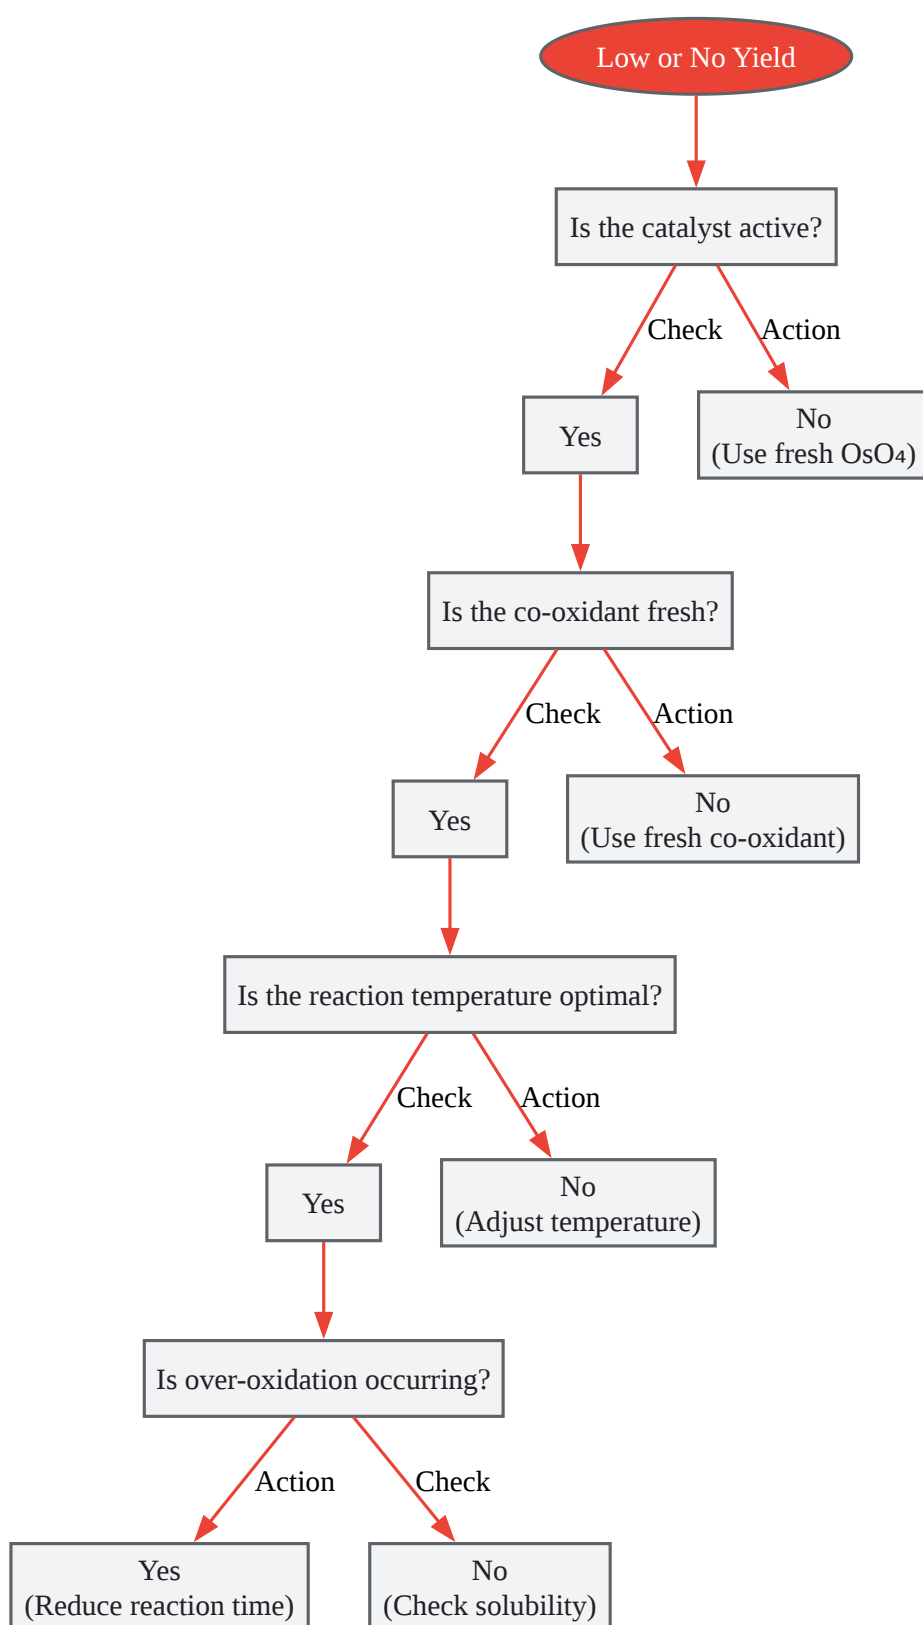 Low or No Yield
Is the catalyst active?
Check
Action
Yes
No
(Use fresh OsO₄)
Is the co-oxidant fresh?
Check
Action
Yes
No
(Use fresh co-oxidant)
Is the reaction temperature optimal?
Check
Action
Yes
No
(Adjust temperature)
Is over-oxidation occurring?
Action
Check
Yes
(Reduce reaction time)
No
(Check solubility)